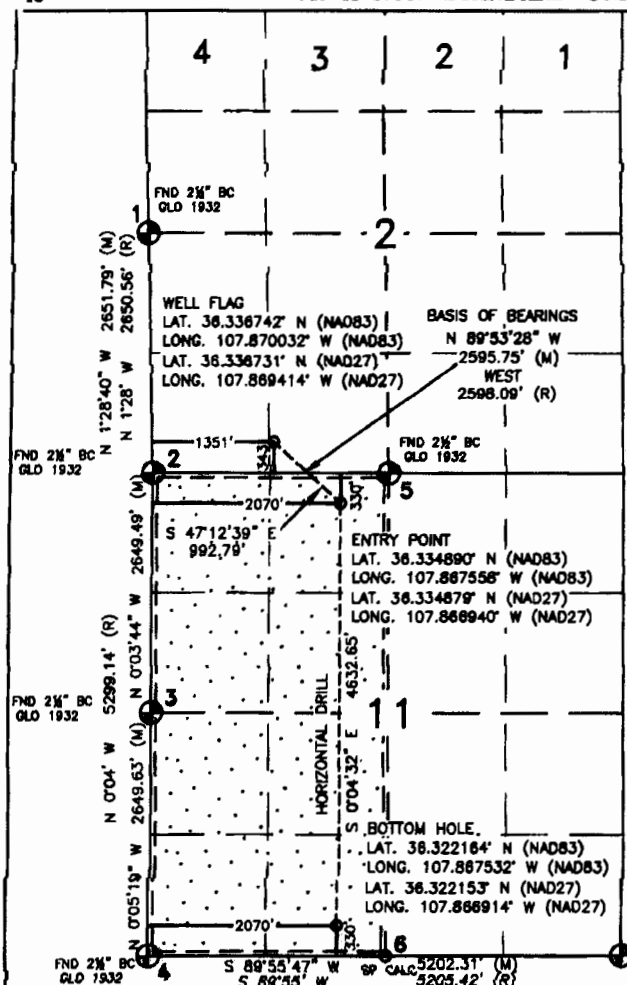 4 3 2 1
FND 2½" BC
GLO 1932
1
2
N 1°28'40" W 2651.79' (M)
N 1°28' W 2650.56' (R)
WELL FLAG
LAT. 36.336742° N (NAD83)
LONG. 107.870032° W (NAD83)
LAT. 36.336731° N (NAD27)
LONG. 107.869414° W (NAD27)
BASIS OF BEARINGS
N 89°53'28" W
2595.75' (M)
WEST
2598.09' (R)
1351'
343'
FND 2½" BC
GLO 1932
2
FND 2½" BC
GLO 1932
5
2070'
330'
S 47°12'39" E
992.79'
ENTRY POINT
LAT. 36.334890° N (NAD83)
LONG. 107.867558° W (NAD83)
LAT. 36.334879° N (NAD27)
LONG. 107.866940° W (NAD27)
N 0°03'44" W 2649.49' (M)
N 0°04' W 5299.14' (R)
FND 2½" BC
GLO 1932
3
11
HORIZONTAL DRILL
S 0°04'32" E 4632.65'
N 0°05'19" W 2649.63' (M)
BOTTOM HOLE
LAT. 36.322164° N (NAD83)
LONG. 107.867532° W (NAD83)
LAT. 36.322153° N (NAD27)
LONG. 107.866914° W (NAD27)
2070'
330'
FND 2½" BC
GLO 1932
4
6
S 89°55'47" W SP CALC 5202.31' (M)
S 89°55' W 5205.42' (R)